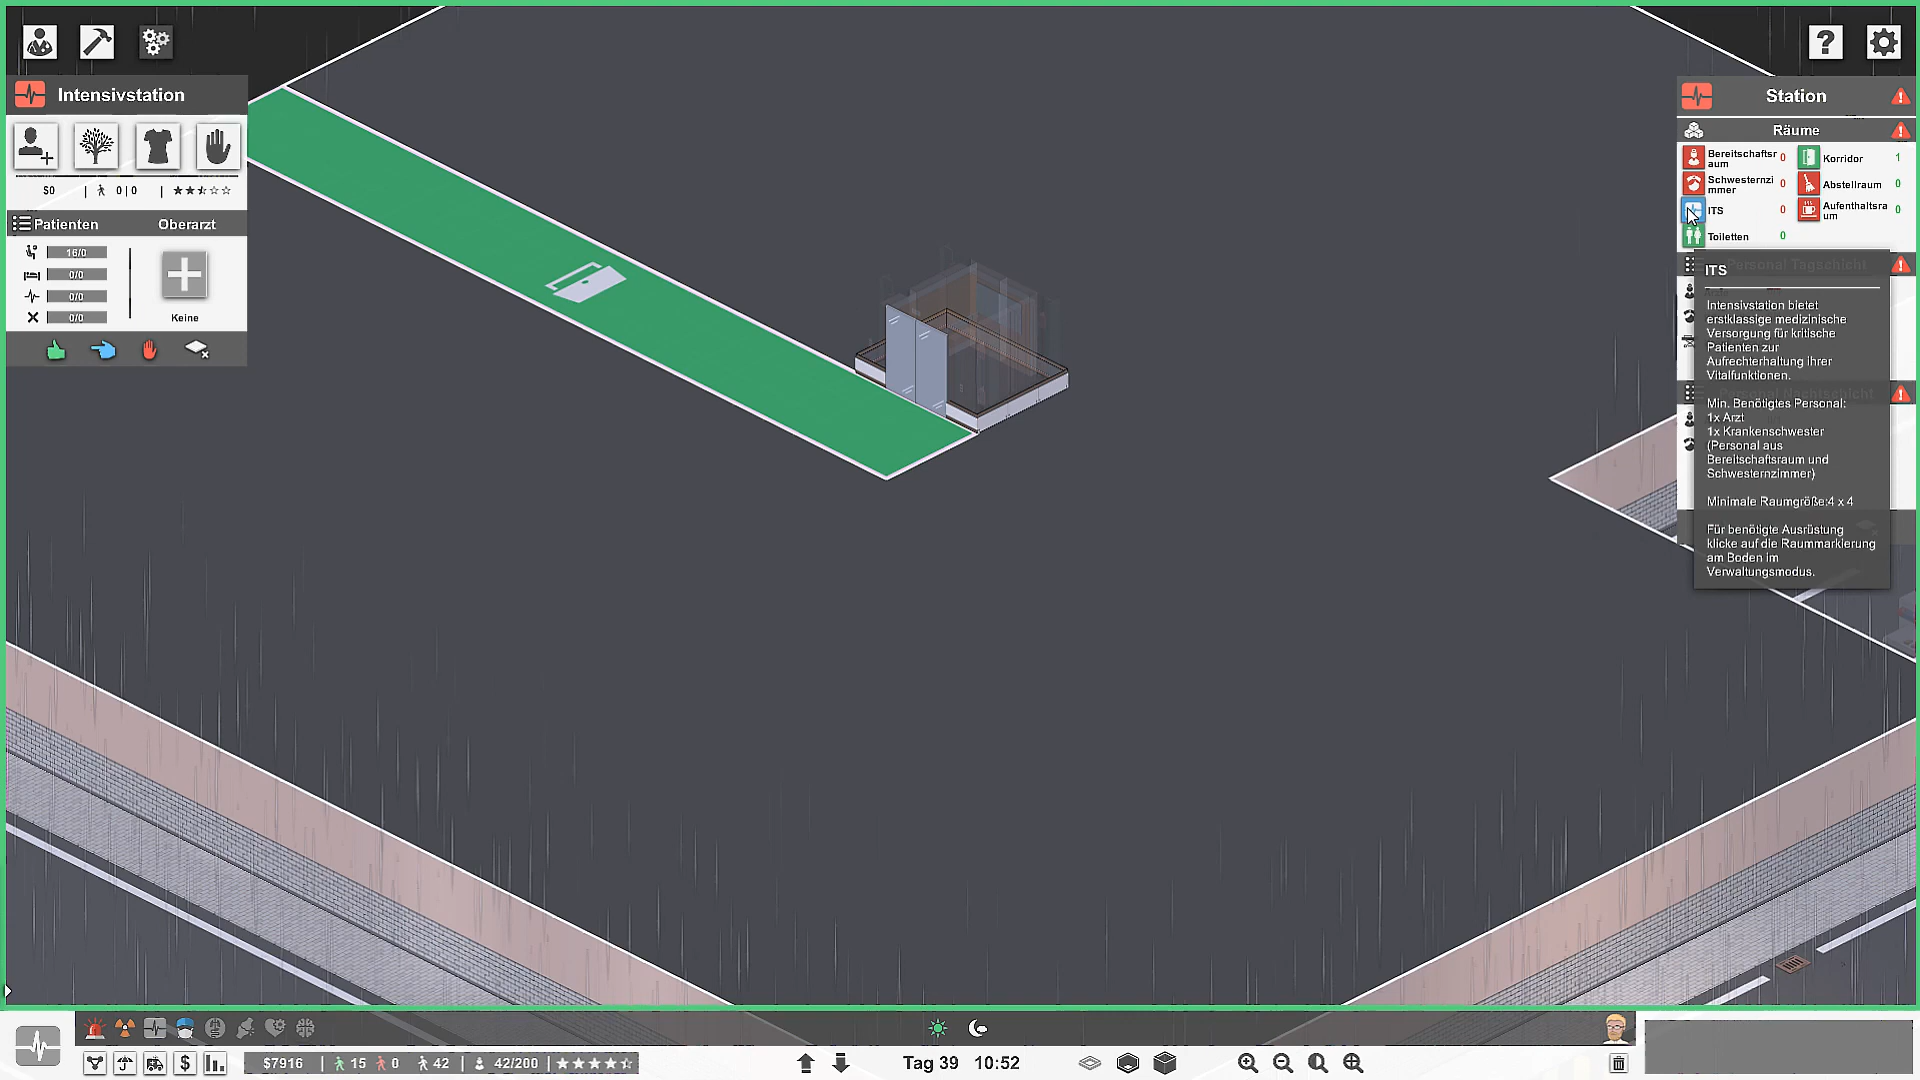 Intensivstation
$0 | 0|0 |
Patienten Oberarzt
16/0
0/0
0/0
0/0
Keine
Station
Räume
Bereitschaftsr
aum 0
Korridor 1
Schwesternzi
mmer 0
Abstellraum 0
ITS 0
Aufenthaltsra
um 0
Toiletten 0
Personal Tagschicht
ITS
Intensivstation bietet
erstklassige medizinische
Versorgung für kritische
Patienten zur
Aufrechterhaltung ihrer
Vitalfunktionen.
Min. Benötigtes Personal:
1x Arzt
1x Krankenschwester
(Personal aus
Bereitschaftsraum und
Schwesternzimmer)
Minimale Raumgröße:4 x 4
Für benötigte Ausrüstung
klicke auf die Raummarkierung
am Boden im
Verwaltungsmodus.
$7916 | 15 0 42 | 42/200 |
Tag 39 10:52